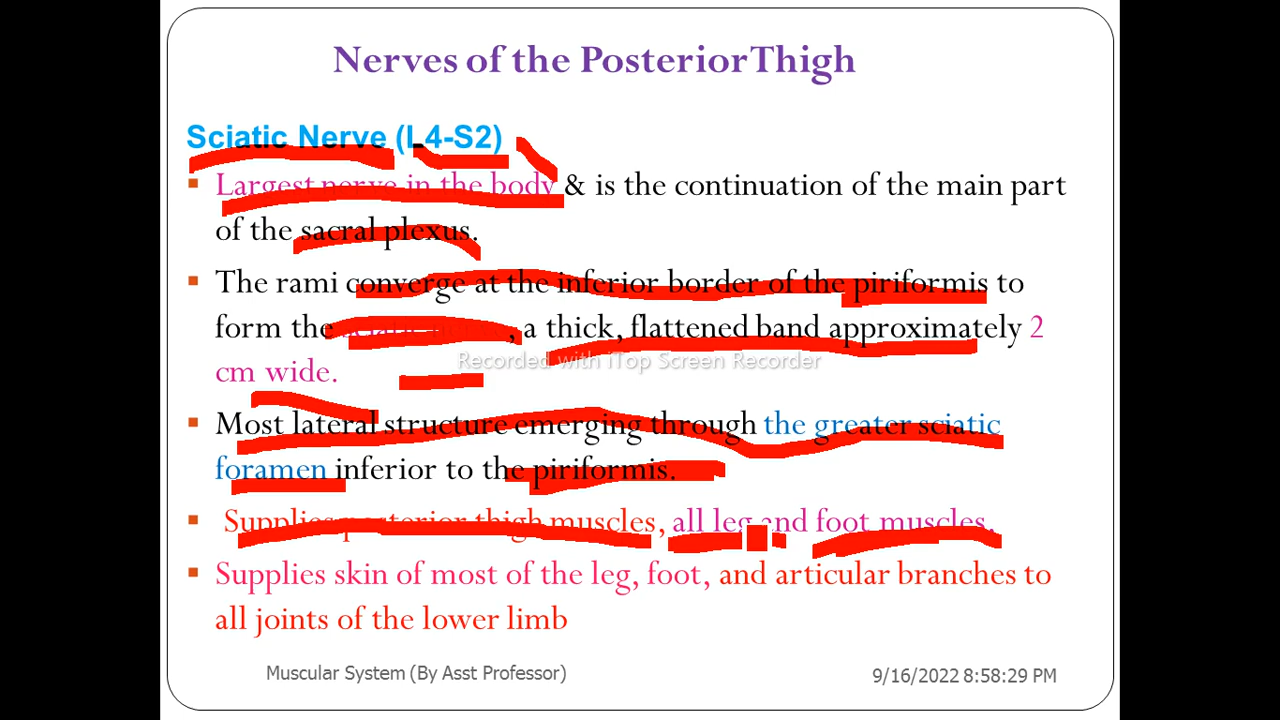 Nerves of the Posterior Thigh
Sciatic Nerve (L4-S2)
Largest nerve in the body & is the continuation of the main part
of the sacral plexus.
The rami converge at the inferior border of the piriformis to
form the , a thick, flattened band approximately 2
Recorded with iTop Screen Recorder
cm wide.
Most lateral structure emerging through the greater sciatic
foramen inferior to the piriformis.
Supplies posterior thigh muscles, all leg and foot muscles.
Supplies skin of most of the leg, foot, and articular branches to
all joints of the lower limb
Muscular System (By Asst Professor)
9/16/2022 8:58:29 PM